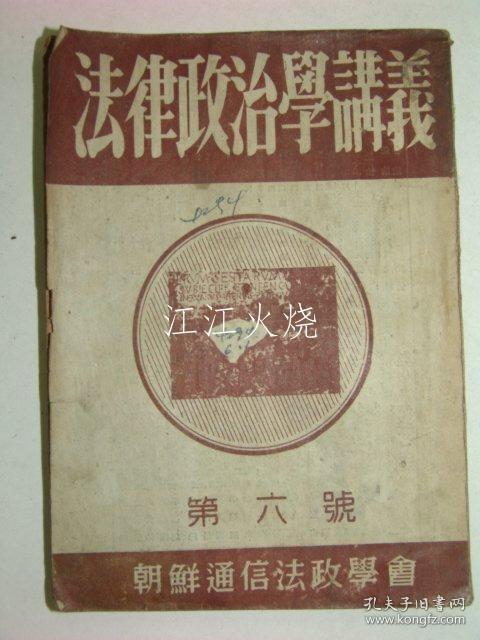 法律政治學講義
江江火烧
第六號
朝鮮通信法政學會
孔夫子旧书网
www.kongfz.com